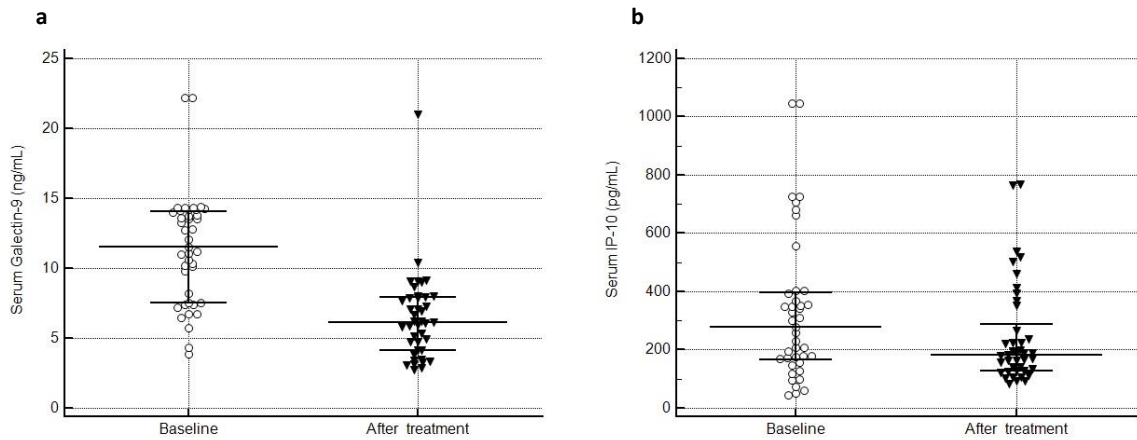 a
25
20
15
10
5
0
Serum Galectin-9 (ng/mL)
Baseline After treatment
b
1200
1000
800
600
400
200
0
Serum IP-10 (pg/mL)
Baseline After treatment